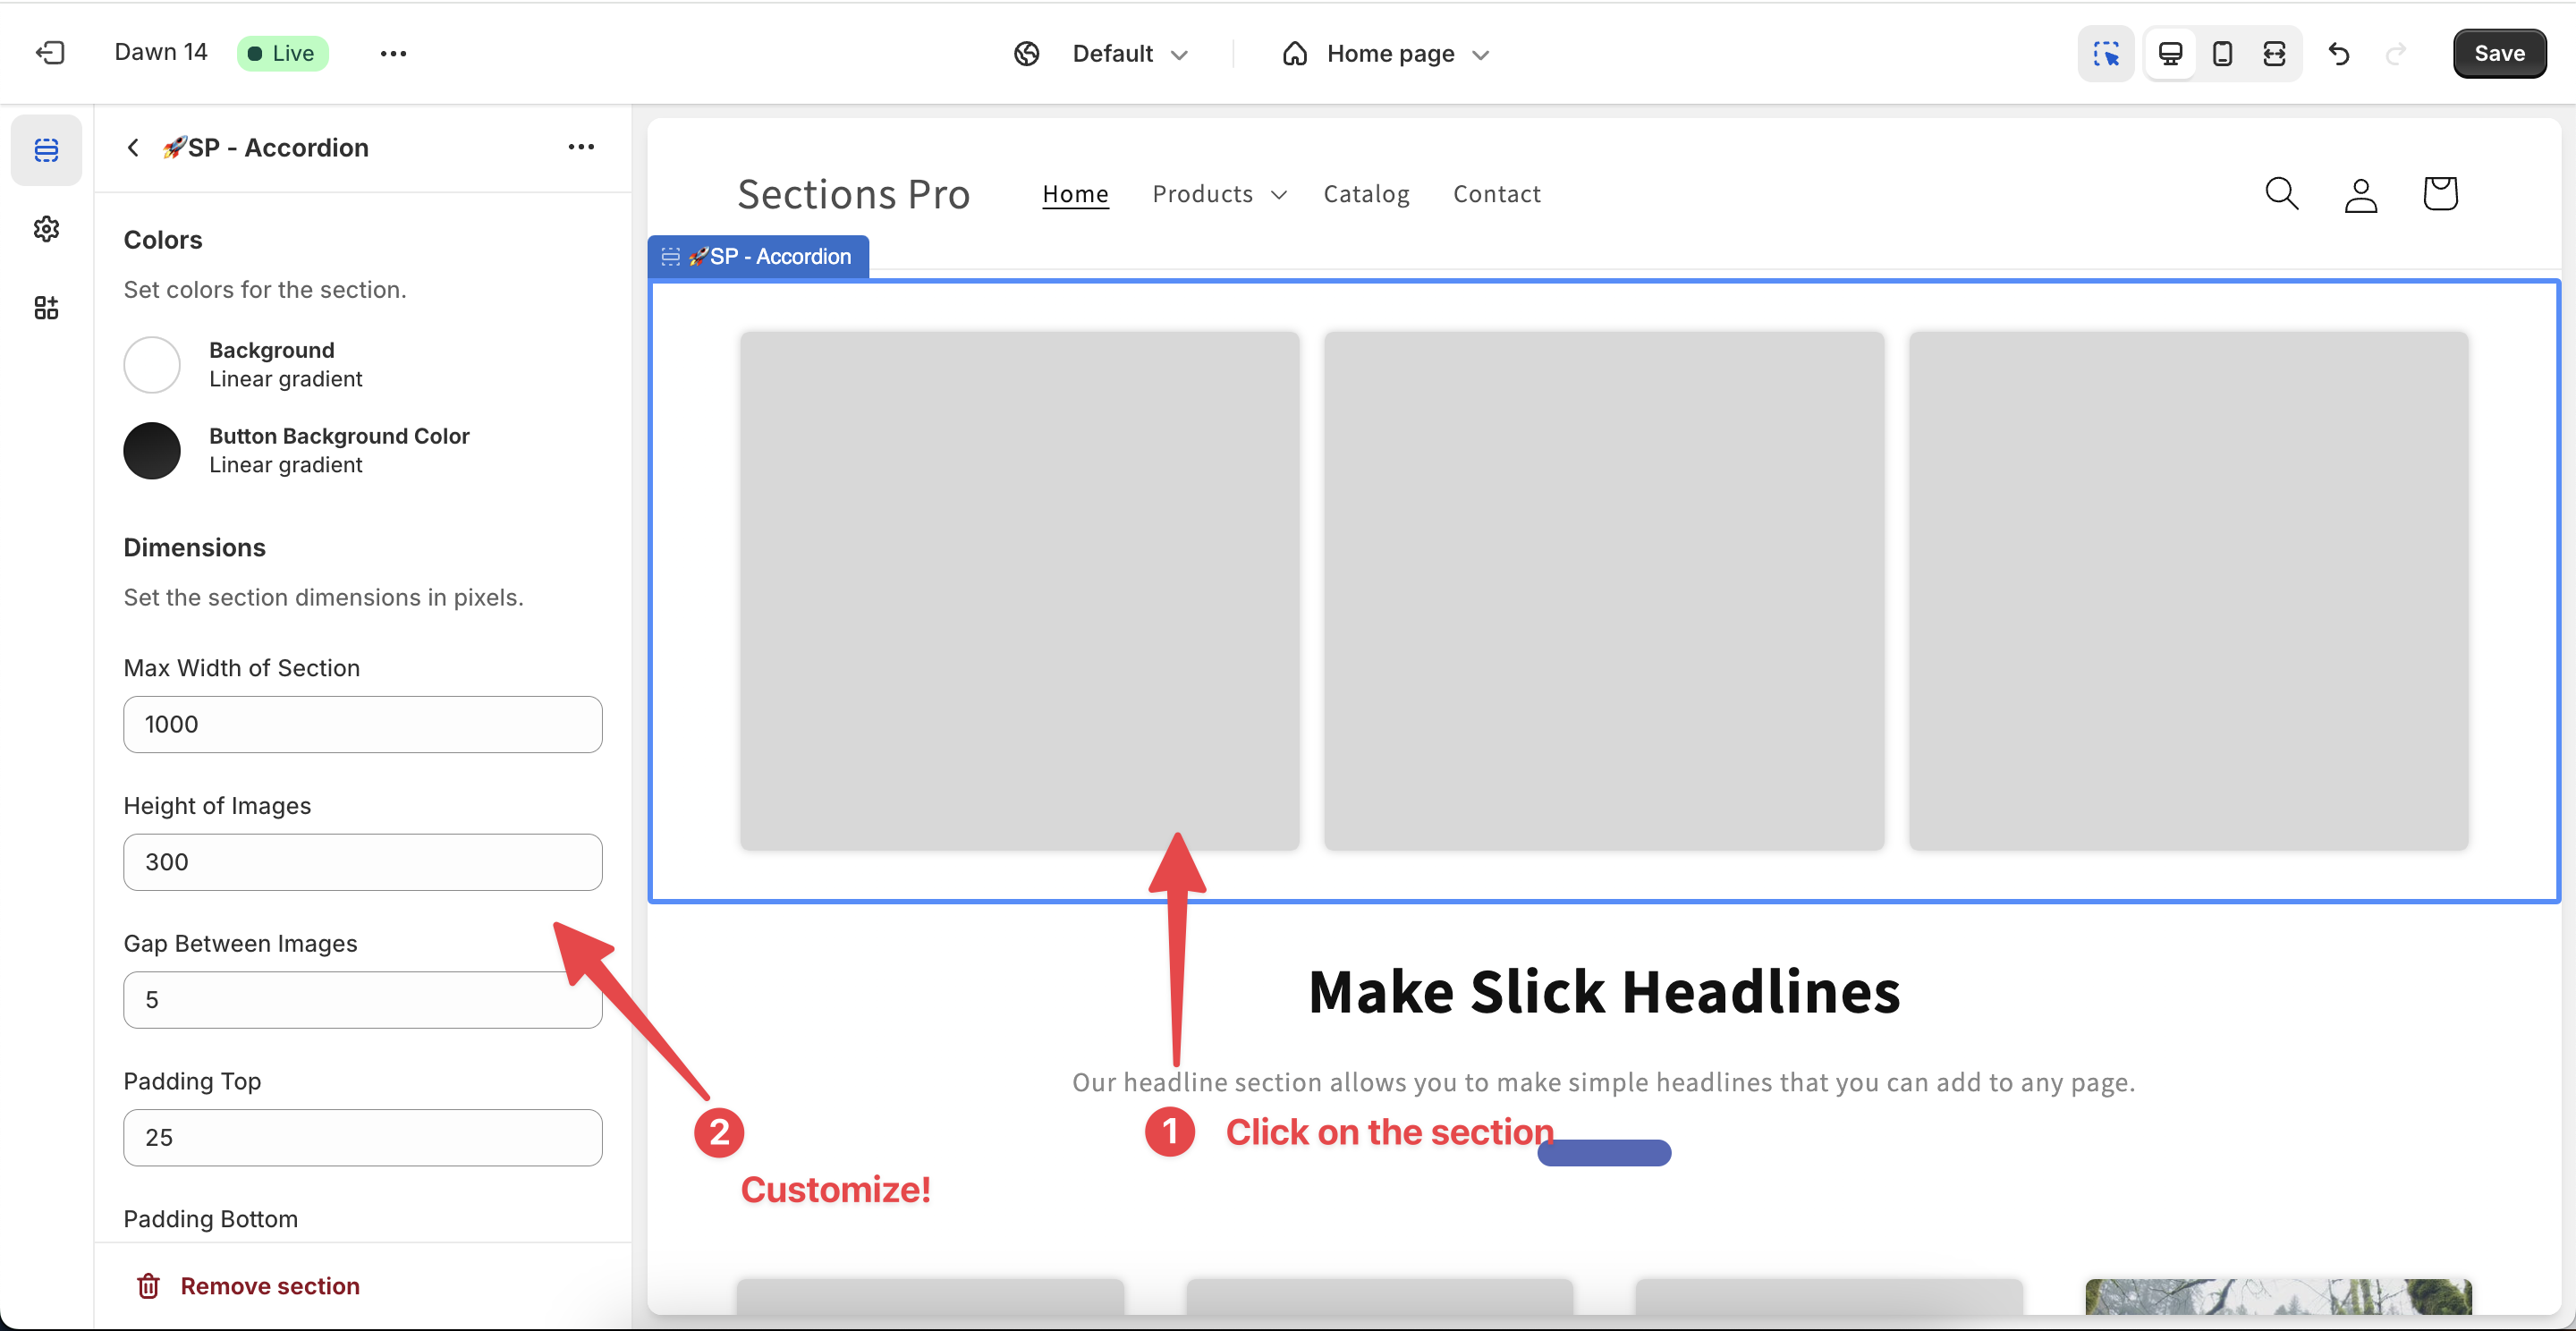 Dawn 14 Live Default Home page Save
🚀SP - Accordion
Colors
Set colors for the section.
Background
Linear gradient
Button Background Color
Linear gradient
Dimensions
Set the section dimensions in pixels.
Max Width of Section
1000
Height of Images
300
Gap Between Images
5
Padding Top
25
Padding Bottom
Remove section
Sections Pro Home Products Catalog Contact
🚀SP - Accordion
Make Slick Headlines
Our headline section allows you to make simple headlines that you can add to any page.
1 Click on the section
2
Customize!